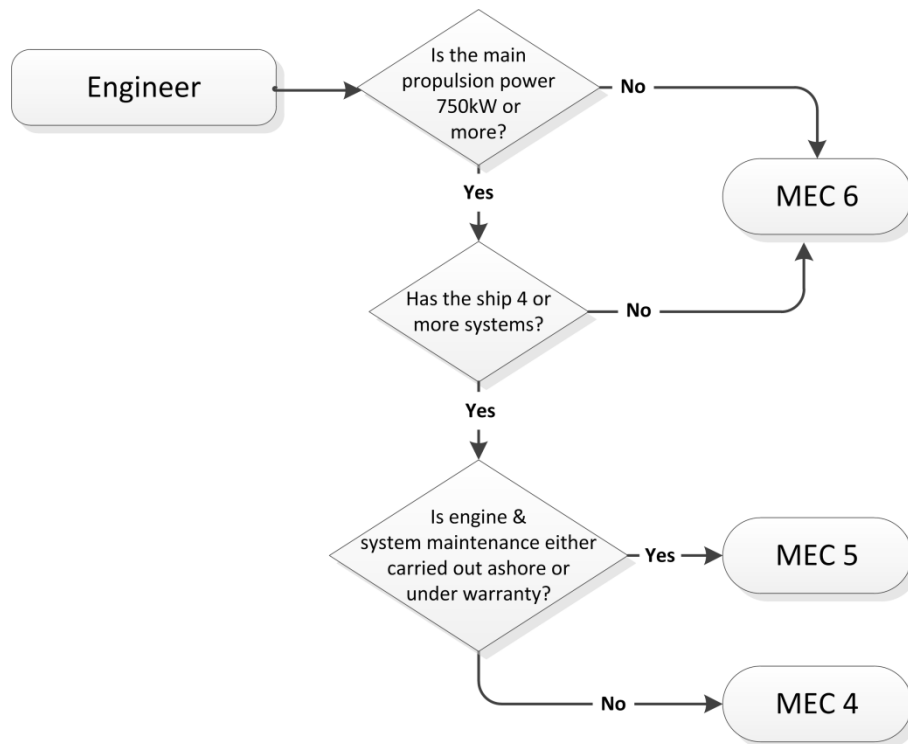 Engineer
Is the main
propulsion power
750kW or
more?
No
MEC 6
Yes
Has the ship 4 or
more systems?
No
Yes
Is engine &
system maintenance either
carried out ashore or
under warranty?
Yes
MEC 5
No
MEC 4